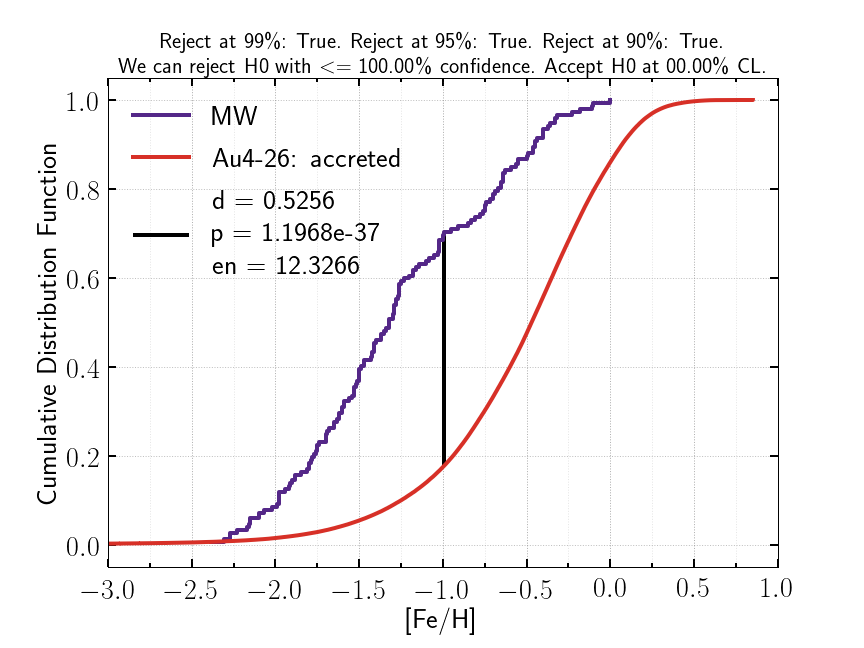 Reject at 99%: True. Reject at 95%: True. Reject at 90%: True.
We can reject H0 with <= 100.00% confidence. Accept H0 at 00.00% CL.
MW
Au4-26: accreted
d = 0.5256
p = 1.1968e-37
en = 12.3266
Cumulative Distribution Function
1.0
0.8
0.6
0.4
0.2
0.0
−3.0 −2.5 −2.0 −1.5 −1.0 −0.5 0.0 0.5 1.0
[Fe/H]